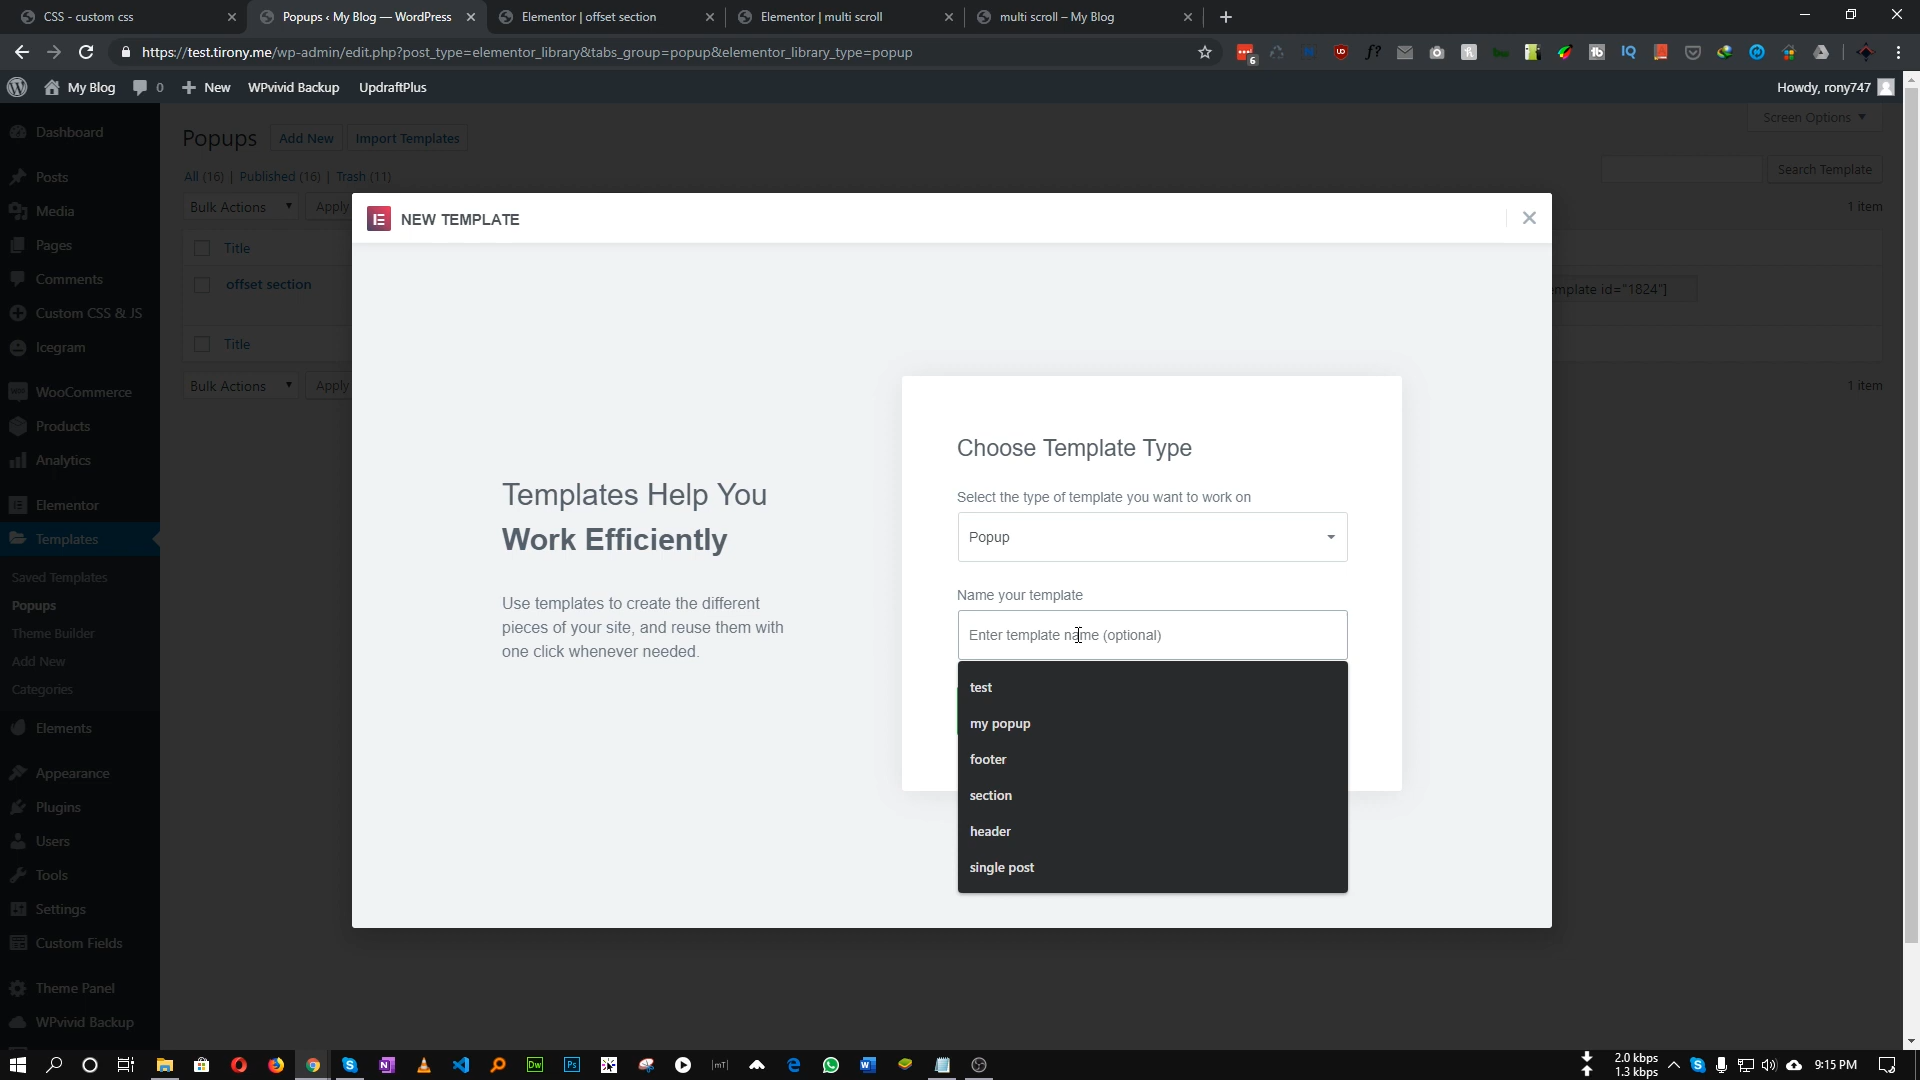 CSS - custom css
Popups ‹ My Blog — WordPress
Elementor | offset section
Elementor | multi scroll
multi scroll – My Blog
https://test.tirony.me/wp-admin/edit.php?post_type=elementor_library&tabs_group=popup&elementor_library_type=popup
My Blog
0
New
WPvivid Backup
UpdraftPlus
Howdy, rony747
Dashboard
Posts
Media
Pages
Comments
Custom CSS & JS
Icegram
WooCommerce
Products
Analytics
Elementor
Templates
Saved Templates
Popups
Theme Builder
Add New
Categories
Elements
Appearance
Plugins
Users
Tools
Settings
Custom Fields
Theme Panel
WPvivid Backup
Popups
Add New
Import Templates
Screen Options
All (16) | Published (16) | Trash (11)
Search Template
Bulk Actions
Apply
1 item
Title
offset section
mplate id="1824"]
Title
Bulk Actions
Apply
1 item
NEW TEMPLATE
Templates Help You
Work Efficiently
Use templates to create the different
pieces of your site, and reuse them with
one click whenever needed.
Choose Template Type
Select the type of template you want to work on
Popup
Name your template
Enter template name (optional)
test
my popup
footer
section
header
single post
2.0 kbps
1.3 kbps
9:15 PM